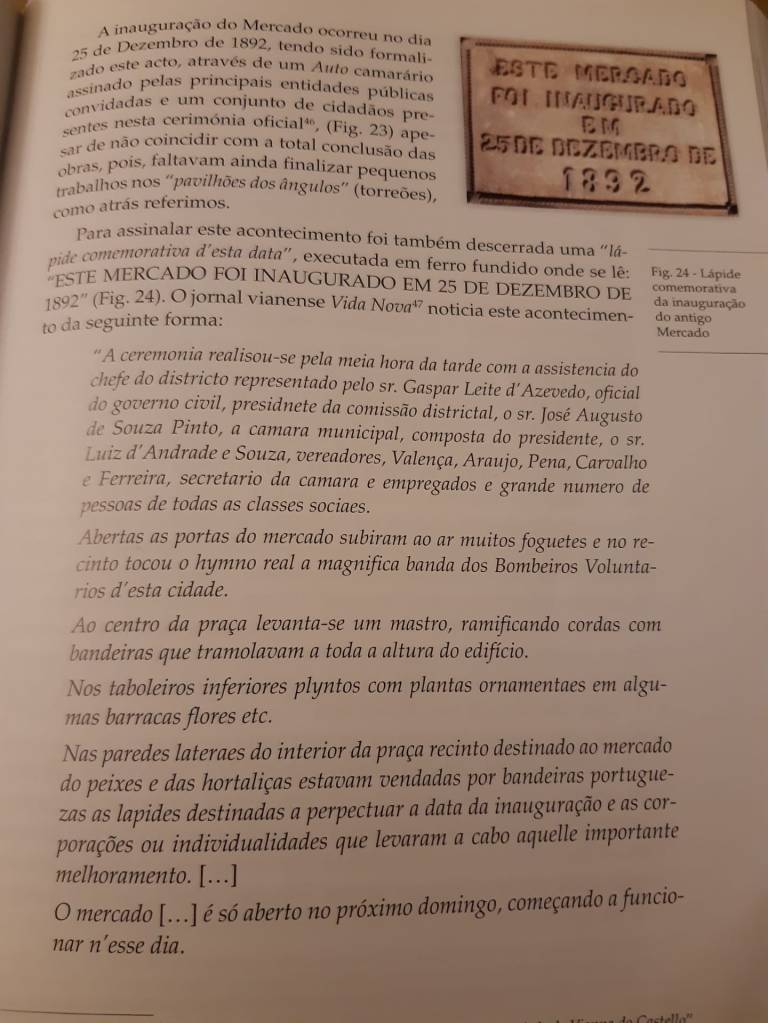 A inauguração do Mercado ocorreu no dia
25 de Dezembro de 1892, tendo sido formali-
zado este acto, através de um Auto camarário
assinado pelas principais entidades públicas
convidadas e um conjunto de cidadãos pre-
sentes nesta cerimónia oficial⁴⁶, (Fig. 23) ape-
sar de não coincidir com a total conclusão das
obras, pois, faltavam ainda finalizar pequenos
trabalhos nos “pavilhões dos ângulos” (torreões),
como atrás referimos.
ESTE MERCADO
FOI INAUGURADO
EM
25 DE DEZEMBRO DE
1892
Para assinalar este acontecimento foi também descerrada uma “lá-
pide comemorativa d’esta data”, executada em ferro fundido onde se lê:
“ESTE MERCADO FOI INAUGURADO EM 25 DE DEZEMBRO DE
1892” (Fig. 24). O jornal vianense Vida Nova⁴⁷ noticia este acontecimen-
to da seguinte forma:
Fig. 24 - Lápide
comemorativa
da inauguração
do antigo
Mercado
“A ceremonia realisou-se pela meia hora da tarde com a assistencia do
chefe do districto representado pelo sr. Gaspar Leite d’Azevedo, oficial
do governo civil, presidnete da comissão districtal, o sr. José Augusto
de Souza Pinto, a camara municipal, composta do presidente, o sr.
Luiz d’Andrade e Souza, vereadores, Valença, Araujo, Pena, Carvalho
e Ferreira, secretario da camara e empregados e grande numero de
pessoas de todas as classes sociaes.
Abertas as portas do mercado subiram ao ar muitos foguetes e no re-
cinto tocou o hymno real a magnifica banda dos Bombeiros Volunta-
rios d’esta cidade.
Ao centro da praça levanta-se um mastro, ramificando cordas com
bandeiras que tramolavam a toda a altura do edifício.
Nos taboleiros inferiores plyntos com plantas ornamentaes em algu-
mas barracas flores etc.
Nas paredes lateraes do interior da praça recinto destinado ao mercado
do peixes e das hortaliças estavam vendadas por bandeiras portugue-
zas as lapides destinadas a perpectuar a data da inauguração e as cor-
porações ou individualidades que levaram a cabo aquelle importante
melhoramento. […]
O mercado […] é só aberto no próximo domingo, começando a funcio-
nar n’esse dia.